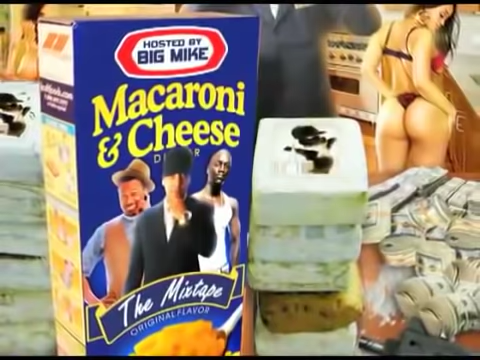 HOSTED BY
BIG MIKE
Macaroni
& Cheese
The Mixtape
ORIGINAL FLAVOR